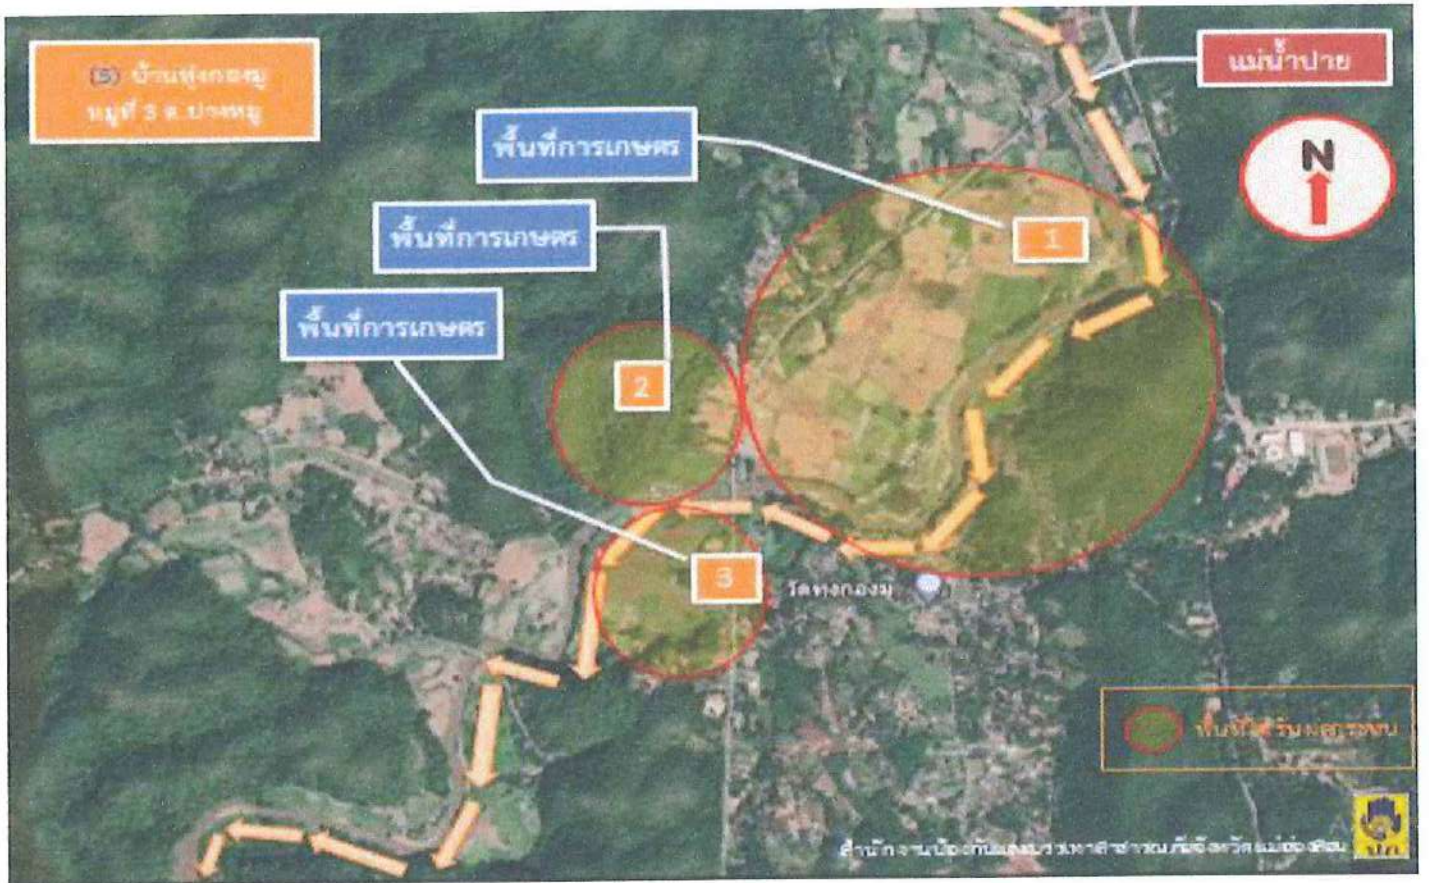 (3) บ้านทุ่งกองมู
หมู่ที่ 3 ต.ปางหมู
แม่น้ำปาย
พื้นที่การเกษตร
N
พื้นที่การเกษตร
1
พื้นที่การเกษตร
2
3
วัดทุ่งกองมู
พื้นที่ได้รับผลกระทบ
สำนักงานป้องกันและบรรเทาสาธารณภัยจังหวัดแม่ฮ่องสอน
ปภ